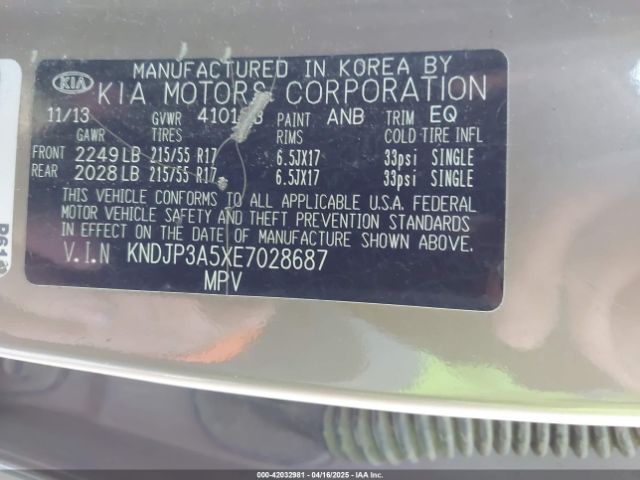 MANUFACTURED IN KOREA BY
KIA KIA MOTORS CORPORATION
11/13 GVWR PAINT ANB TRIM EQ
GAWR TIRES RIMS COLD TIRE INFL
FRONT 2249LB 215/55 R17 6.5JX17 33psi SINGLE
REAR 2028LB 215/55 R17 6.5JX17 33psi SINGLE
THIS VEHICLE CONFORMS TO ALL APPLICABLE U.S.A. FEDERAL
MOTOR VEHICLE SAFETY AND THEFT PREVENTION STANDARDS
IN EFFECT ON THE DATE OF MANUFACTURE SHOWN ABOVE.
V.I.N KNDJP3A5XE7028687
MPV
000-42032981 - 04/16/2025 - IAAI.COM